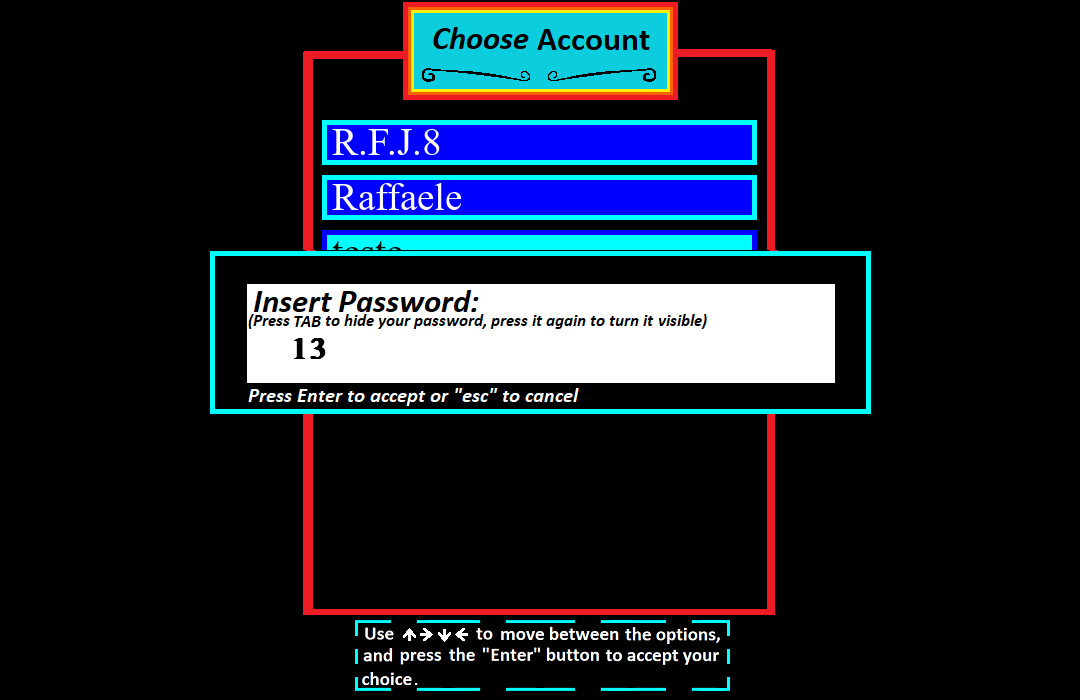 Choose Account
R.F.J.8
Raffaele
teste
Insert Password:
(Press TAB to hide your password, press it again to turn it visible)
13
Press Enter to accept or "esc" to cancel
Use ↑→↓← to move between the options,
and press the "Enter" button to accept your
choice.